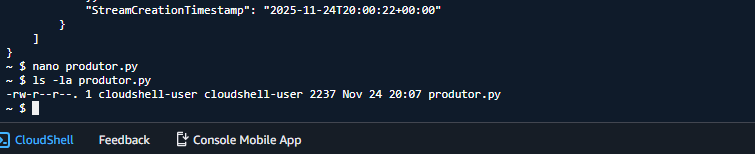 "StreamCreationTimestamp": "2025-11-24T20:00:22+00:00"
}
]
}
~ $ nano produtor.py
~ $ ls -la produtor.py
-rw-r--r--. 1 cloudshell-user cloudshell-user 2237 Nov 24 20:07 produtor.py
~ $
CloudShell Feedback Console Mobile App